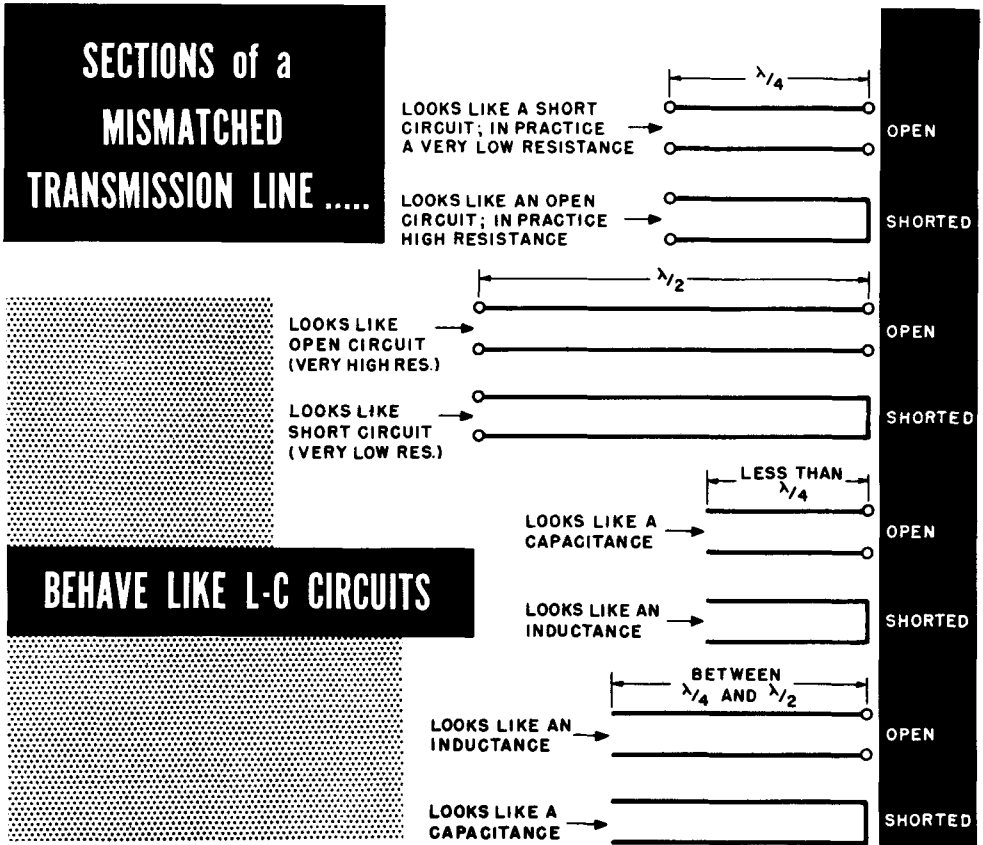 SECTIONS of a
MISMATCHED
TRANSMISSION LINE .....
λ/4
LOOKS LIKE A SHORT
CIRCUIT; IN PRACTICE
A VERY LOW RESISTANCE
OPEN
LOOKS LIKE AN OPEN
CIRCUIT; IN PRACTICE
HIGH RESISTANCE
SHORTED
λ/2
LOOKS LIKE
OPEN CIRCUIT
(VERY HIGH RES.)
OPEN
LOOKS LIKE
SHORT CIRCUIT
(VERY LOW RES.)
SHORTED
LESS THAN
λ/4
LOOKS LIKE A
CAPACITANCE
OPEN
BEHAVE LIKE L-C CIRCUITS
LOOKS LIKE AN
INDUCTANCE
SHORTED
BETWEEN
λ/4 AND λ/2
LOOKS LIKE AN
INDUCTANCE
OPEN
LOOKS LIKE A
CAPACITANCE
SHORTED